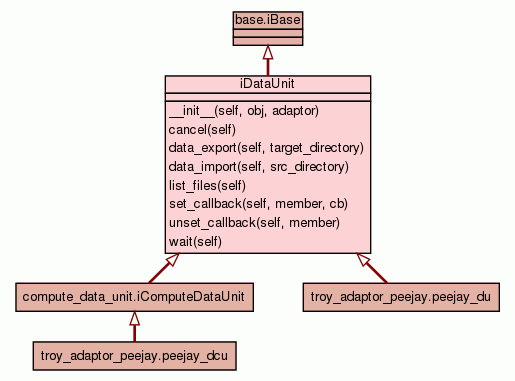 base.iBase
iDataUnit
__init__(self, obj, adaptor)
cancel(self)
data_export(self, target_directory)
data_import(self, src_directory)
list_files(self)
set_callback(self, member, cb)
unset_callback(self, member)
wait(self)
compute_data_unit.iComputeDataUnit
troy_adaptor_peejay.peejay_du
troy_adaptor_peejay.peejay_dcu